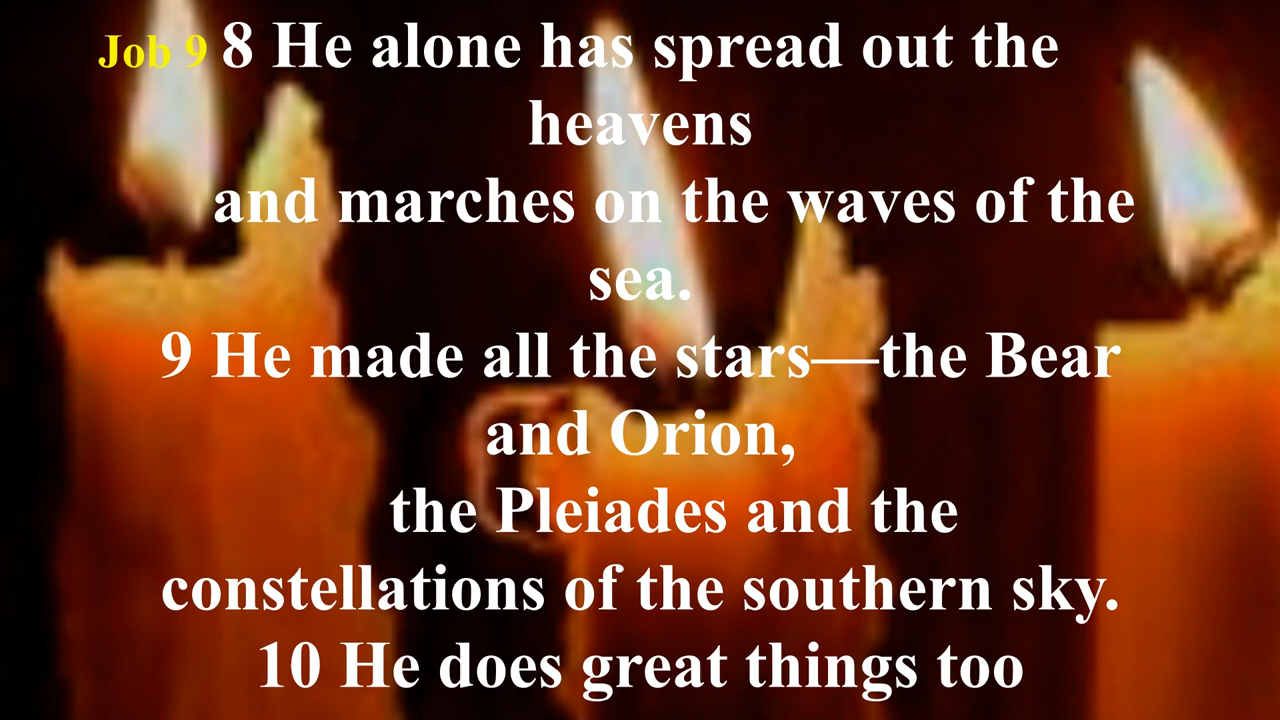 Job 9 8 He alone has spread out the
heavens
and marches on the waves of the
sea.
9 He made all the stars—the Bear
and Orion,
the Pleiades and the
constellations of the southern sky.
10 He does great things too